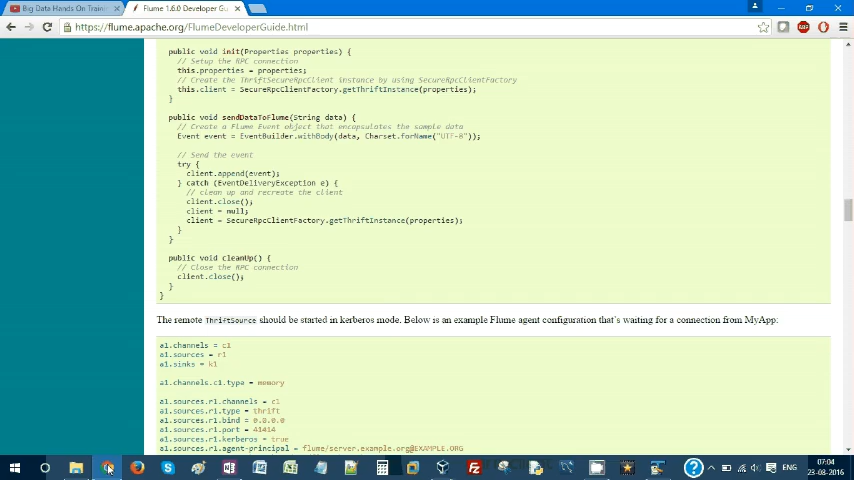 Big Data Hands On Traini
Flume 1.6.0 Developer Gui
https://flume.apache.org/FlumeDeveloperGuide.html
public void init(Properties properties) {
// Setup the RPC connection
this.properties = properties;
// Create the ThriftSecureRpcClient instance by using SecureRpcClientFactory
this.client = SecureRpcClientFactory.getThriftInstance(properties);
}
public void sendDataToFlume(String data) {
// Create a Flume Event object that encapsulates the sample data
Event event = EventBuilder.withBody(data, Charset.forName("UTF-8"));
// Send the event
try {
client.append(event);
} catch (EventDeliveryException e) {
// clean up and recreate the client
client.close();
client = null;
client = SecureRpcClientFactory.getThriftInstance(properties);
}
}
public void cleanUp() {
// Close the RPC connection
client.close();
}
}
The remote ThriftSource should be started in kerberos mode. Below is an example Flume agent configuration that's waiting for a connection from MyApp:
a1.channels = c1
a1.sources = r1
a1.sinks = k1
a1.channels.c1.type = memory
a1.sources.r1.channels = c1
a1.sources.r1.type = thrift
a1.sources.r1.bind = 0.0.0.0
a1.sources.r1.port = 41414
a1.sources.r1.kerberos = true
a1.sources.r1.agent-principal = flume/server.example.org@EXAMPLE.ORG
ENG
07:04
23-08-2016